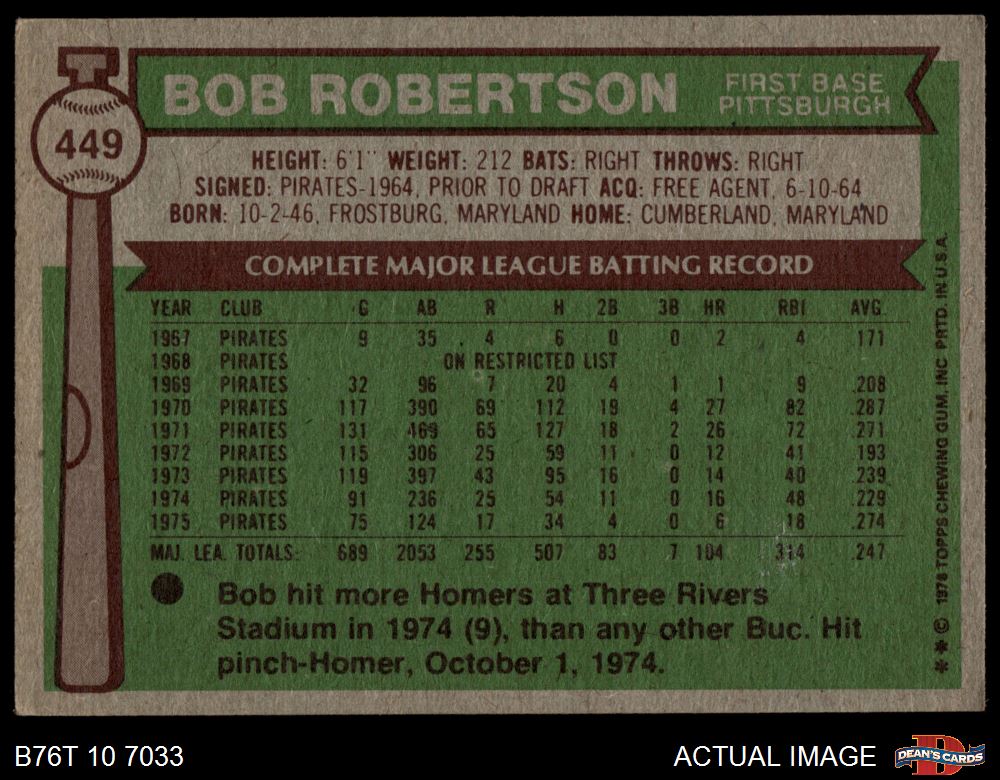 449
BOB ROBERTSON FIRST BASE
PITTSBURGH
HEIGHT: 6'1" WEIGHT: 212 BATS: RIGHT THROWS: RIGHT
SIGNED: PIRATES-1964, PRIOR TO DRAFT ACQ: FREE AGENT, 6-10-64
BORN: 10-2-46, FROSTBURG, MARYLAND HOME: CUMBERLAND, MARYLAND
COMPLETE MAJOR LEAGUE BATTING RECORD
YEAR CLUB G AB R H 2B 3B HR RBI AVG.
1967 PIRATES 9 35 4 6 0 0 2 4 .171
1968 PIRATES ON RESTRICTED LIST
1969 PIRATES 32 96 7 20 4 1 1 9 .208
1970 PIRATES 117 390 69 112 19 4 27 82 .287
1971 PIRATES 131 469 65 127 18 2 26 72 .271
1972 PIRATES 115 306 25 59 11 0 12 41 .193
1973 PIRATES 119 397 43 95 16 0 14 40 .239
1974 PIRATES 91 236 25 54 11 0 16 48 .229
1975 PIRATES 75 124 17 34 4 0 6 18 .274
MAJ. LEA. TOTALS 689 2053 255 507 83 7 104 314 .247
Bob hit more Homers at Three Rivers
Stadium in 1974 (9), than any other Buc. Hit
pinch-Homer, October 1, 1974.
* * © 1976 TOPPS CHEWING GUM, INC. PRTD. IN U.S.A.
B76T 10 7033 ACTUAL IMAGE
DEAN'S CARDS